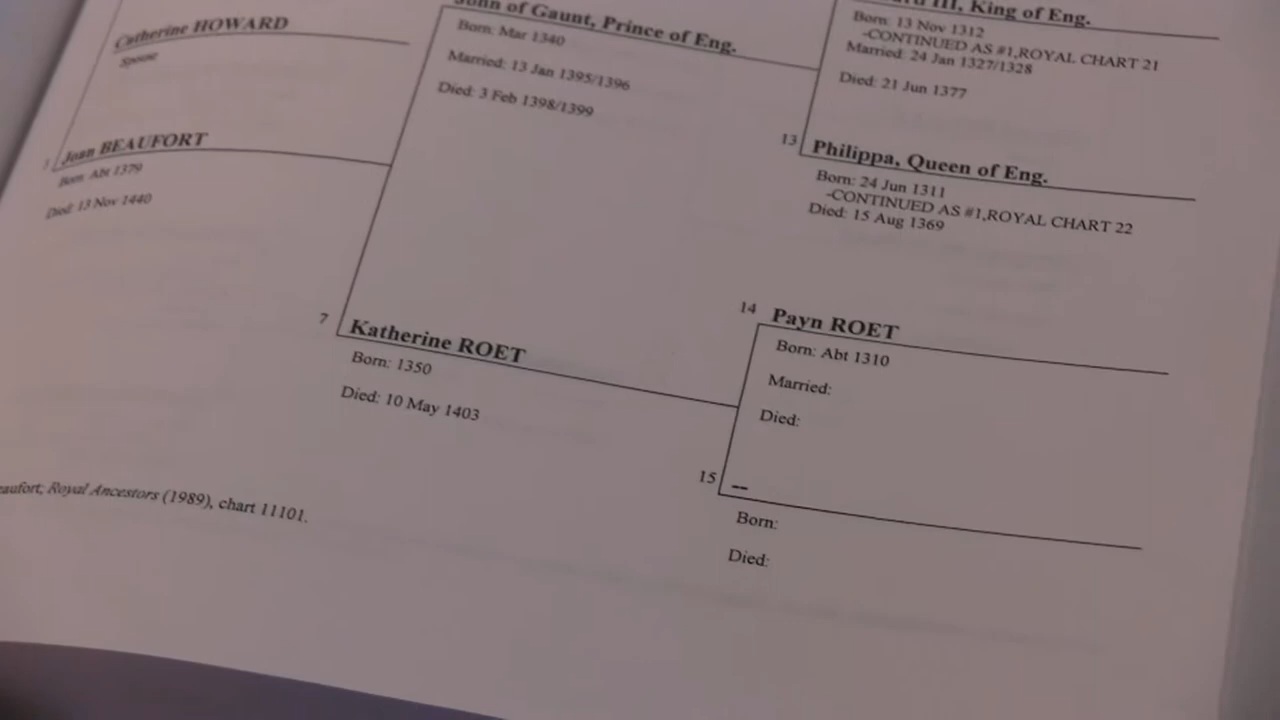 Catherine HOWARD
Spouse
3 Joan BEAUFORT
Born: Abt 1379
Died: 13 Nov 1440
John of Gaunt, Prince of Eng.
Born: Mar 1340
Married: 13 Jan 1395/1396
Died: 3 Feb 1398/1399
7 Katherine ROET
Born: 1350
Died: 10 May 1403
III, King of Eng.
Born: 13 Nov 1312
-CONTINUED AS #1,ROYAL CHART 21
Married: 24 Jan 1327/1328
Died: 21 Jun 1377
13 Philippa, Queen of Eng.
Born: 24 Jun 1311
-CONTINUED AS #1,ROYAL CHART 22
Died: 15 Aug 1369
14 Payn ROET
Born: Abt 1310
Married:
Died:
15 --
Born:
Died:
eaufort; Royal Ancestors (1989), chart 11101.